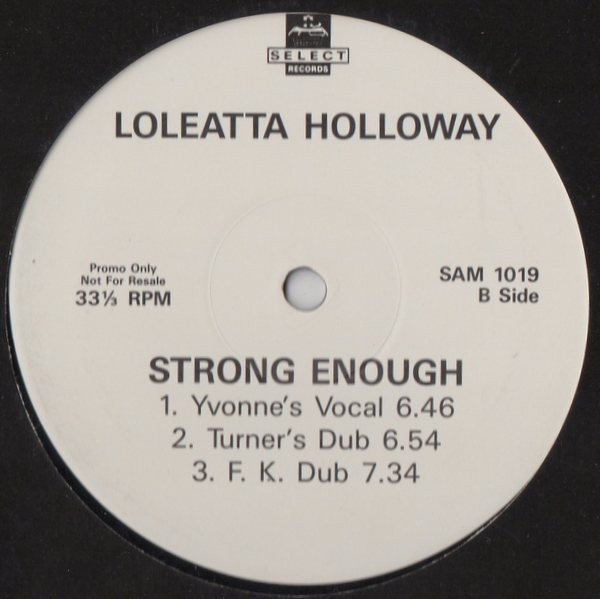 SELECT
RECORDS
LOLEATTA HOLLOWAY
Promo Only
Not For Resale
33⅓ RPM
SAM 1019
B Side
STRONG ENOUGH
1. Yvonne's Vocal 6.46
2. Turner's Dub 6.54
3. F. K. Dub 7.34